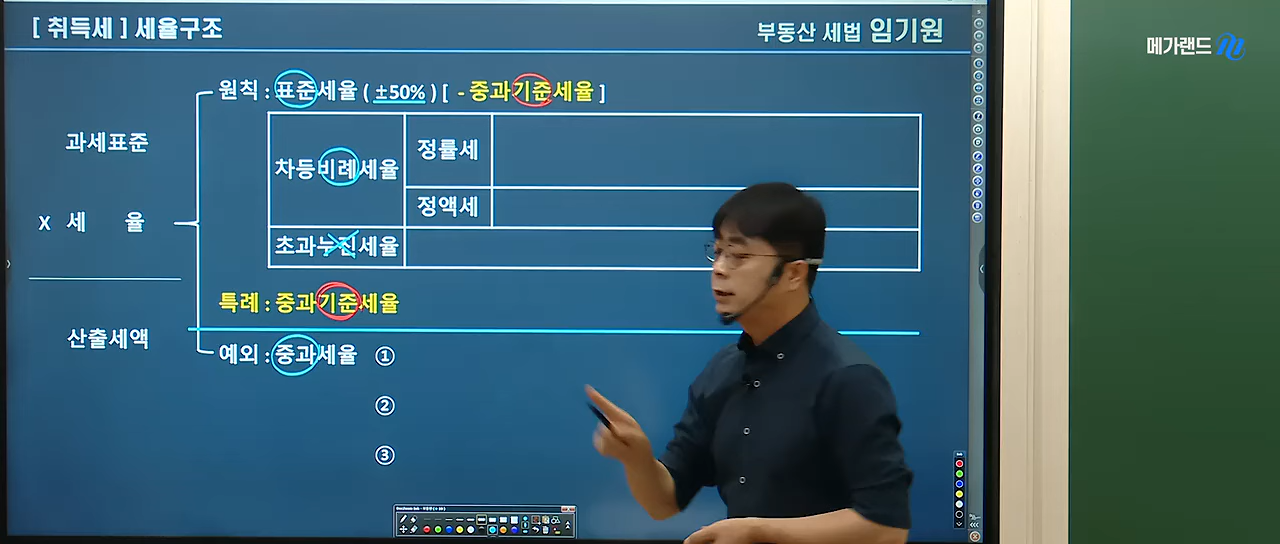 [ 취득세 ] 세율구조
부동산 세법 임기원
메가랜드
원칙 : 표준세율 ( ±50% ) [ - 중과기준세율 ]
과세표준
차등비례세율
정률세
정액세
X 세 율
초과누진세율
특례 : 중과기준세율
산출세액
예외 : 중과세율 ①
②
③